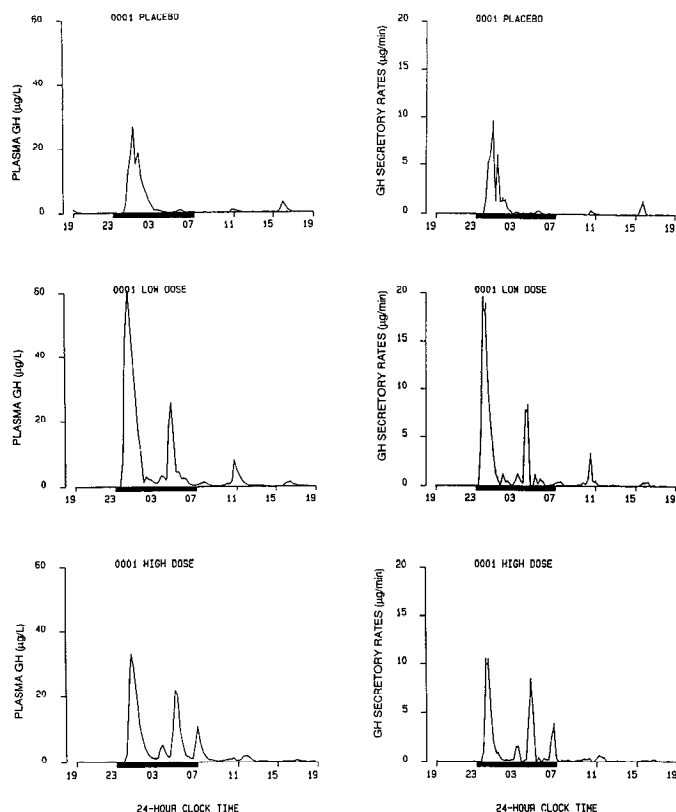 0001 PLACEBO
PLASMA GH (µg/L)
60
40
20
0
19 23 03 07 11 15 19
0001 PLACEBO
GH SECRETORY RATES (µg/min)
20
15
10
5
0
19 23 03 07 11 15 19
0001 LOW DOSE
PLASMA GH (µg/L)
60
40
20
0
19 23 03 07 11 15 19
0001 LOW DOSE
GH SECRETORY RATES (µg/min)
20
15
10
5
0
19 23 03 07 11 15 19
0001 HIGH DOSE
PLASMA GH (µg/L)
60
40
20
0
19 23 03 07 11 15 19
24-HOUR CLOCK TIME
0001 HIGH DOSE
GH SECRETORY RATES (µg/min)
20
15
10
5
0
19 23 03 07 11 15 19
24-HOUR CLOCK TIME